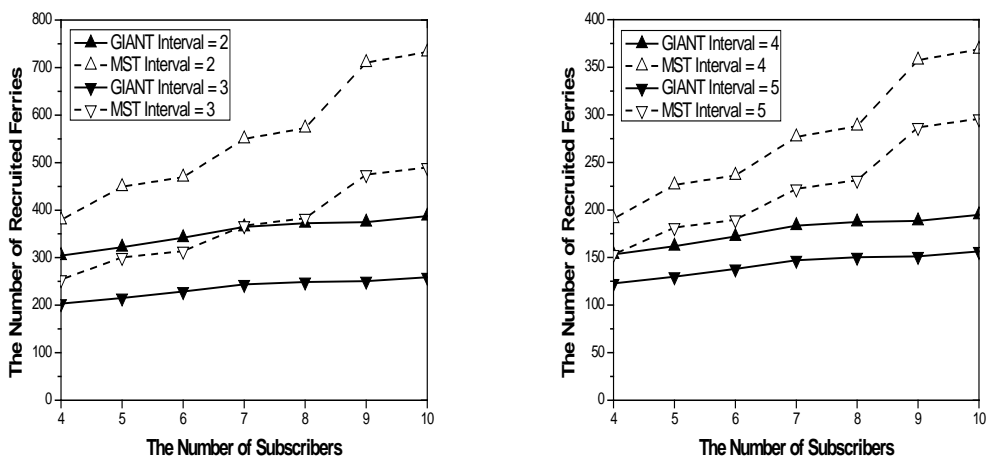 The Number of Recruited Ferries
800
700
600
500
400
300
200
100
0
GIANT Interval = 2
MST Interval = 2
GIANT Interval = 3
MST Interval = 3
4 5 6 7 8 9 10
The Number of Subscribers
The Number of Recruited Ferries
400
350
300
250
200
150
100
50
0
GIANT Interval = 4
MST Interval = 4
GIANT Interval = 5
MST Interval = 5
4 5 6 7 8 9 10
The Number of Subscribers